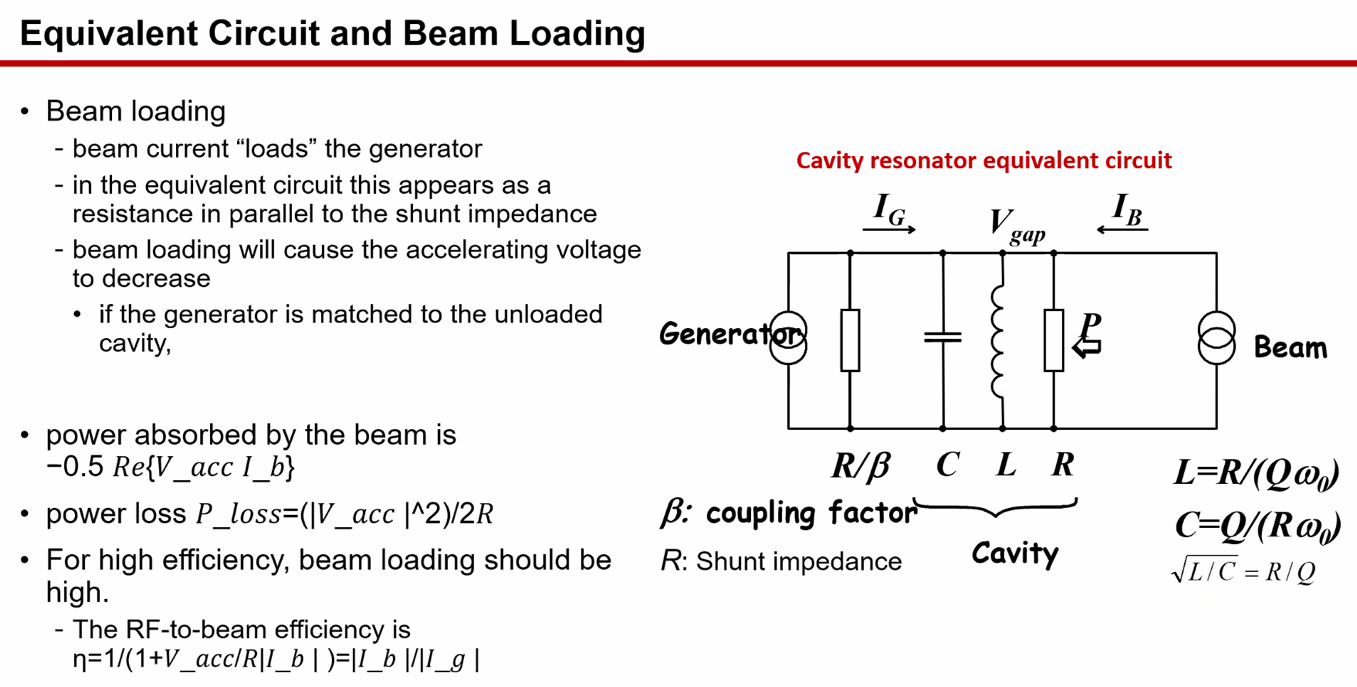 Equivalent Circuit and Beam Loading
• Beam loading
- beam current “loads” the generator
- in the equivalent circuit this appears as a
resistance in parallel to the shunt impedance
- beam loading will cause the accelerating voltage
to decrease
• if the generator is matched to the unloaded
cavity,
• power absorbed by the beam is
−0.5 Re{V_acc I_b}
• power loss P_loss=(|V_acc |^2)/2R
• For high efficiency, beam loading should be
high.
- The RF-to-beam efficiency is
η=1/(1+V_acc/R|I_b | )=|I_b |/|I_g |
Cavity resonator equivalent circuit
I_G
V_gap
I_B
Generator
P
Beam
R/β C L R
β: coupling factor
R: Shunt impedance
Cavity
L=R/(Qω₀)
C=Q/(Rω₀)
√L/C = R/Q